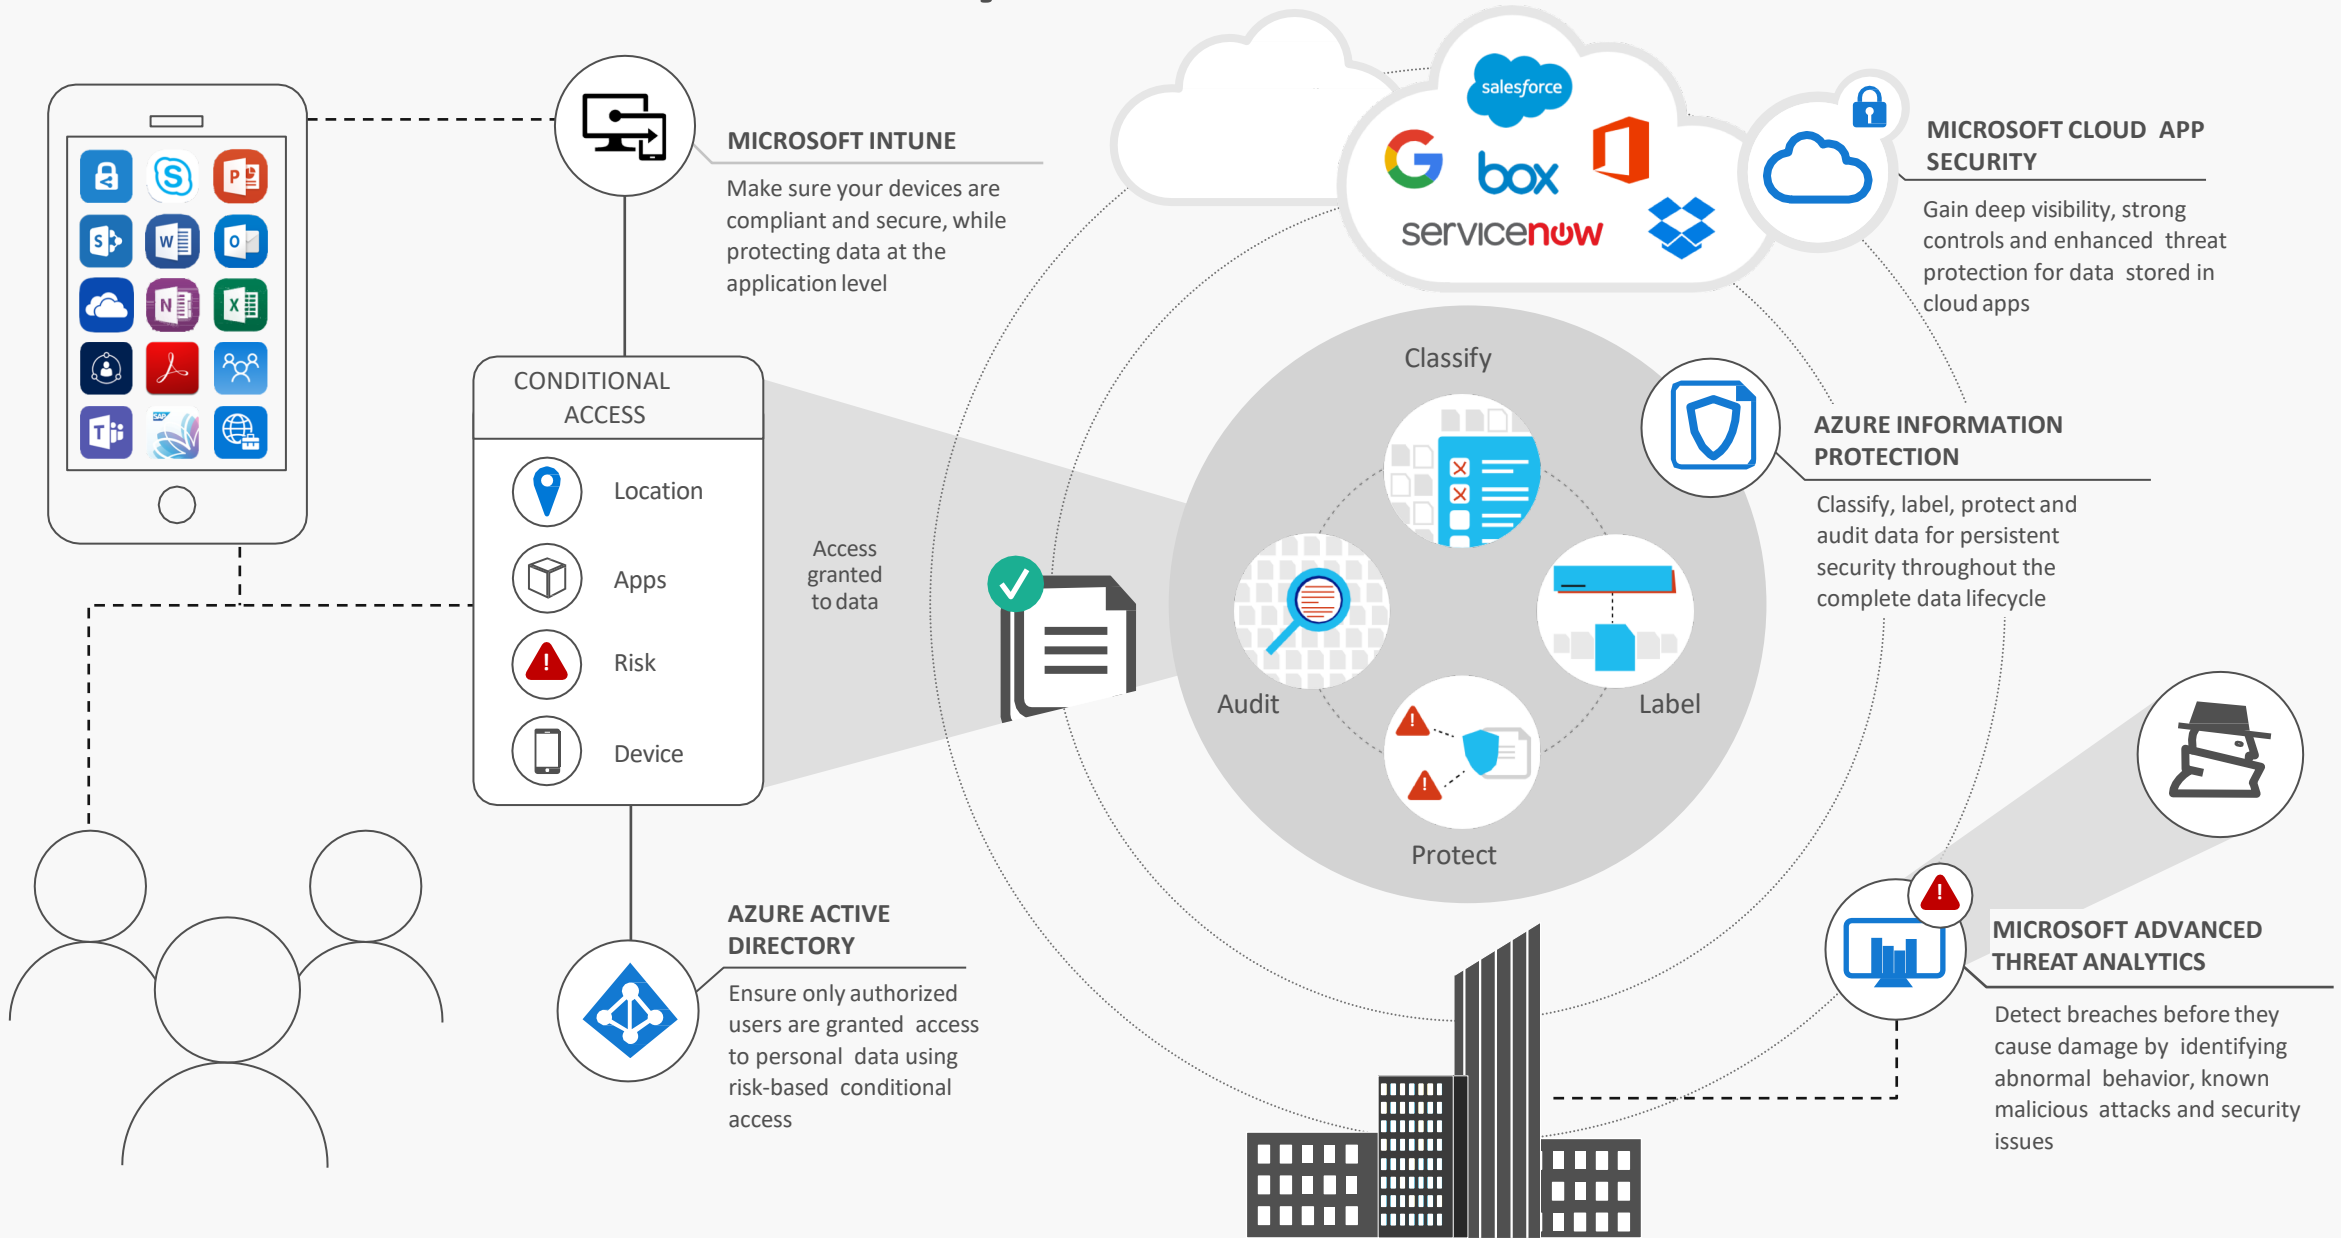 MICROSOFT INTUNE
Make sure your devices are
compliant and secure, while
protecting data at the
application level
CONDITIONAL
ACCESS
Location
Apps
Risk
Device
Access
granted
to data
AZURE ACTIVE
DIRECTORY
Ensure only authorized
users are granted access
to personal data using
risk-based conditional
access
salesforce
G
box
servicenow
MICROSOFT CLOUD APP
SECURITY
Gain deep visibility, strong
controls and enhanced threat
protection for data stored in
cloud apps
Classify
Audit
Label
Protect
AZURE INFORMATION
PROTECTION
Classify, label, protect and
audit data for persistent
security throughout the
complete data lifecycle
MICROSOFT ADVANCED
THREAT ANALYTICS
Detect breaches before they
cause damage by identifying
abnormal behavior, known
malicious attacks and security
issues
S
P
S
W
O
N
X
T
SAP